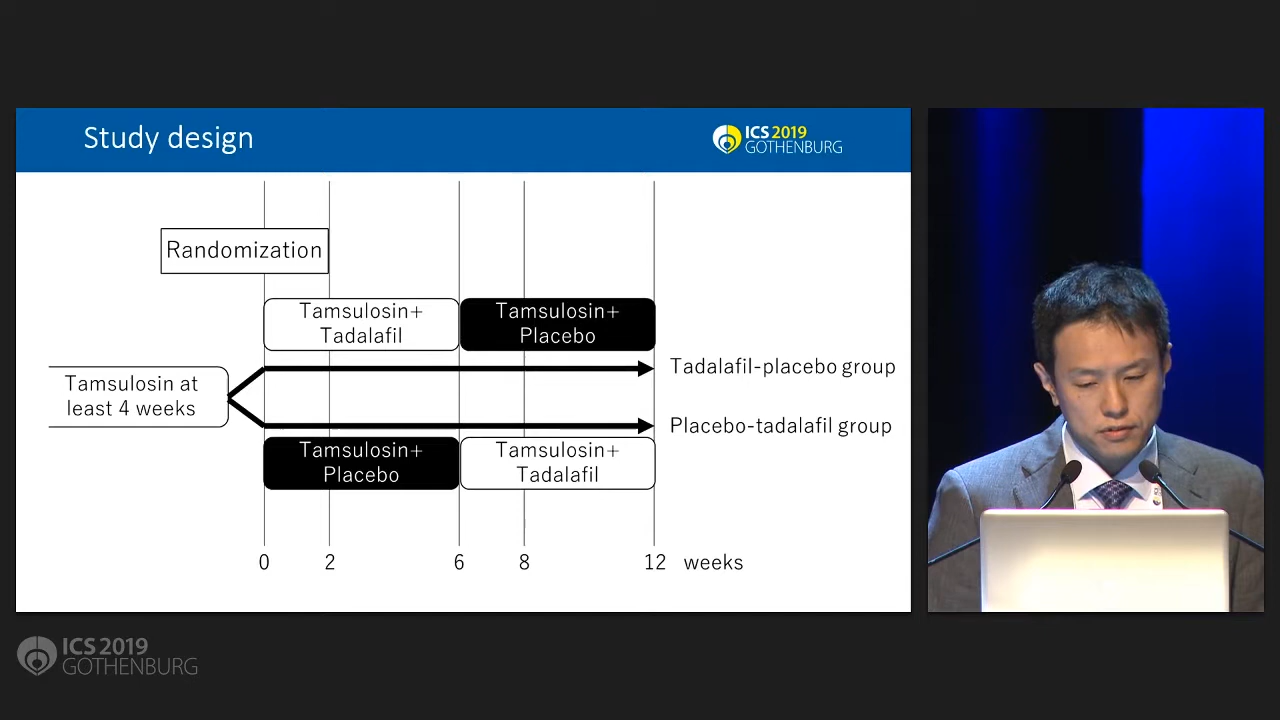 Study design
ICS 2019
GOTHENBURG
Randomization
Tamsulosin+
Tadalafil
Tamsulosin+
Placebo
Tamsulosin at
least 4 weeks
Tadalafil-placebo group
Placebo-tadalafil group
Tamsulosin+
Placebo
Tamsulosin+
Tadalafil
0 2 6 8 12 weeks
ICS 2019
GOTHENBURG